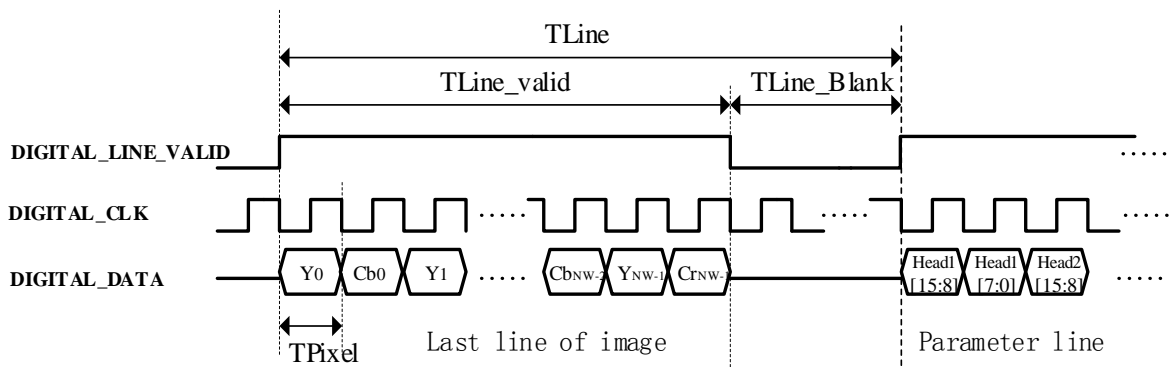 TLine
TLine_valid TLine_Blank
DIGITAL_LINE_VALID .....
DIGITAL_CLK ..... ..... .....
DIGITAL_DATA Y0 Cb0 Y1 ..... CbNW-2 YNW-1 CrNW-1 Head1 [15:8] Head1 [7:0] Head2 [15:8] .....
TPixel Last line of image Parameter line